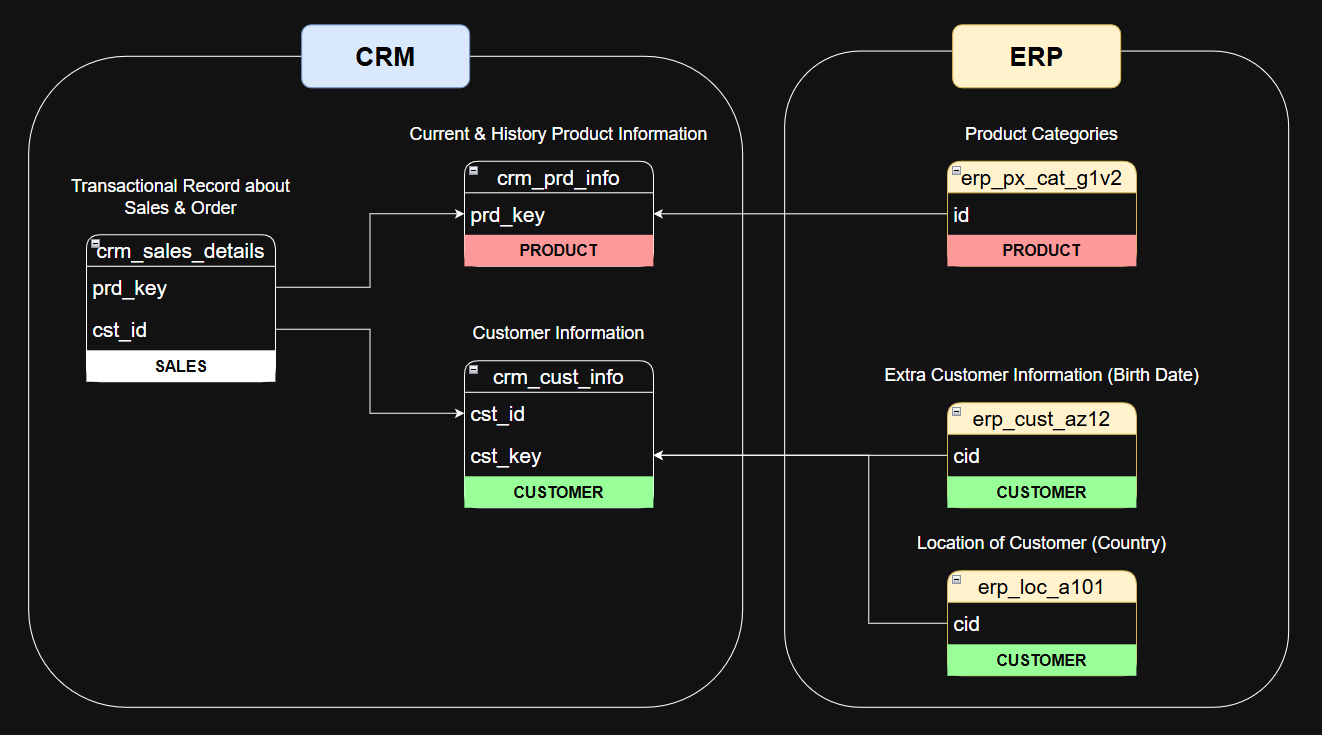 CRM
ERP
Current & History Product Information
Product Categories
Transactional Record about
Sales & Order
crm_prd_info
prd_key
PRODUCT
erp_px_cat_g1v2
id
PRODUCT
crm_sales_details
prd_key
cst_id
SALES
Customer Information
crm_cust_info
cst_id
cst_key
CUSTOMER
Extra Customer Information (Birth Date)
erp_cust_az12
cid
CUSTOMER
Location of Customer (Country)
erp_loc_a101
cid
CUSTOMER